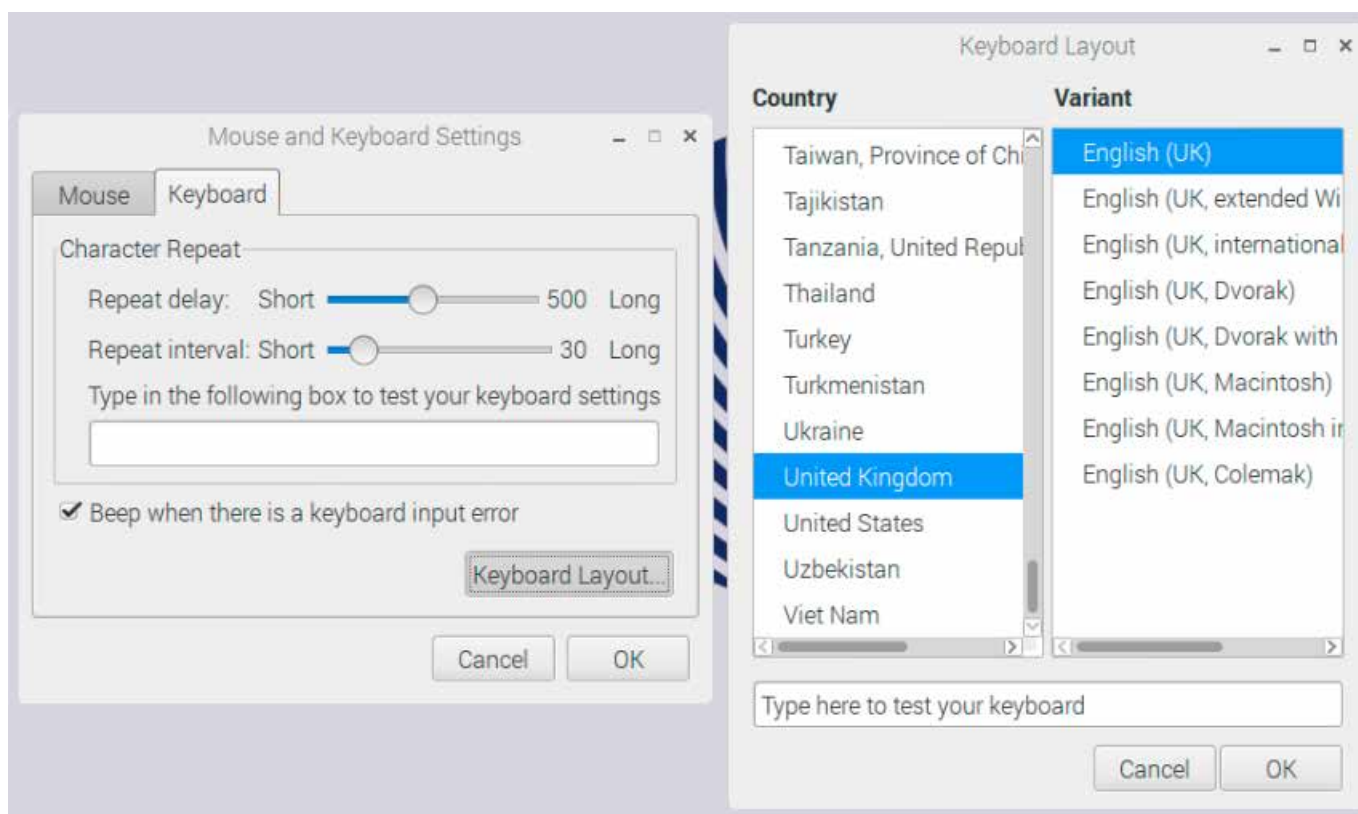 Mouse and Keyboard Settings
Mouse Keyboard
Character Repeat
Repeat delay: Short 500 Long
Repeat interval: Short 30 Long
Type in the following box to test your keyboard settings
Beep when there is a keyboard input error
Keyboard Layout...
Cancel OK
Keyboard Layout
Country Variant
Taiwan, Province of Chi
Tajikistan
Tanzania, United Repub
Thailand
Turkey
Turkmenistan
Ukraine
United Kingdom
United States
Uzbekistan
Viet Nam
English (UK)
English (UK, extended Wi
English (UK, international
English (UK, Dvorak)
English (UK, Dvorak with
English (UK, Macintosh)
English (UK, Macintosh in
English (UK, Colemak)
Type here to test your keyboard
Cancel OK